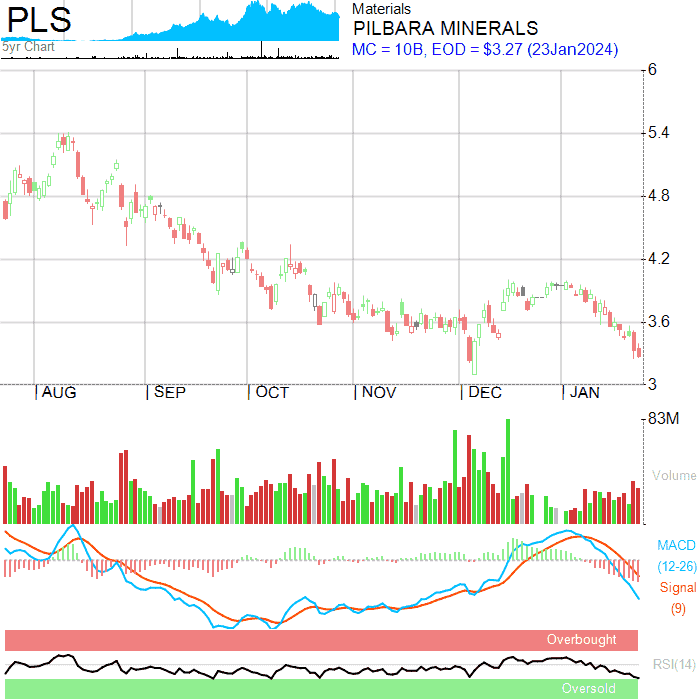 PLS
5yr Chart
Materials
PILBARA MINERALS
MC = 10B, EOD = $3.27 (23Jan2024)
6
5.4
4.8
4.2
3.6
3
AUG SEP OCT NOV DEC JAN
83M
Volume
MACD
(12-26)
Signal
(9)
Overbought
RSI(14)
Oversold